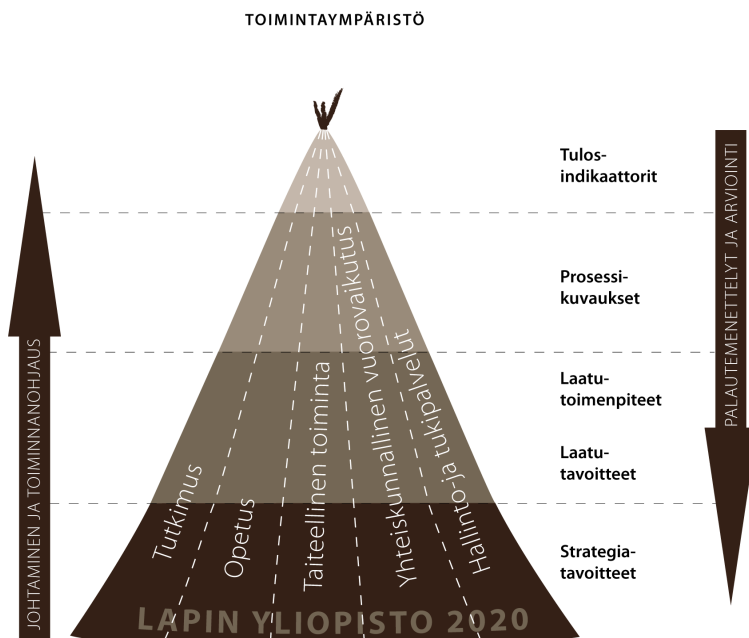 TOIMINTAYMPÄRISTÖ
Tulos-
indikaattorit
Prosessi-
kuvaukset
Laatu-
toimenpiteet
Laatu-
tavoitteet
Strategia-
tavoitteet
JOHTAMINEN JA TOIMINNANOHJAUS
PALAUTEMENETTELYT JA ARVIOINTI
Tutkimus
Opetus
Taiteellinen toiminta
Yhteiskunnallinen vuorovaikutus
Hallinto-ja tukipalvelut
LAPIN YLIOPISTO 2020